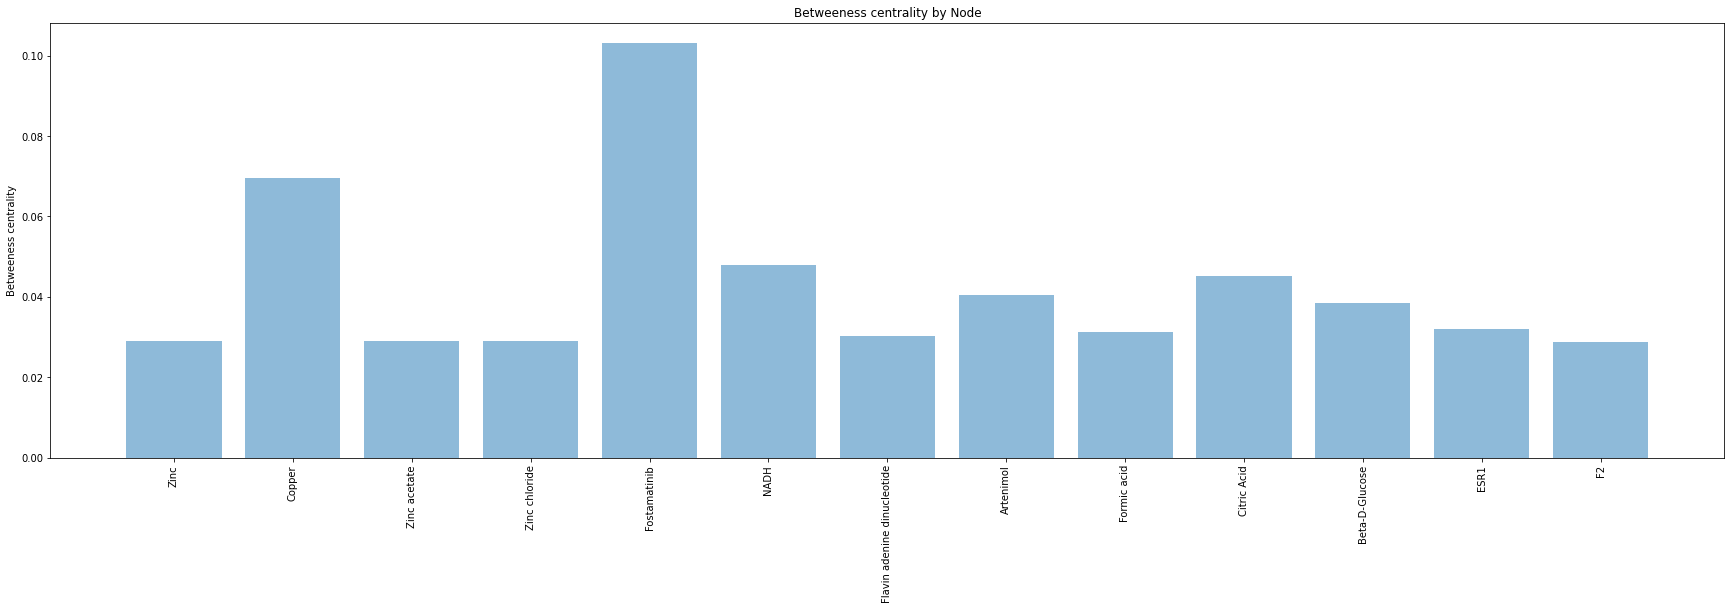 Betweeness centrality by Node
Betweeness centrality
0.10
0.08
0.06
0.04
0.02
0.00
Zinc
Copper
Zinc acetate
Zinc chloride
Fostamatinib
NADH
Flavin adenine dinucleotide
Artenimol
Formic acid
Citric Acid
Beta-D-Glucose
ESR1
F2